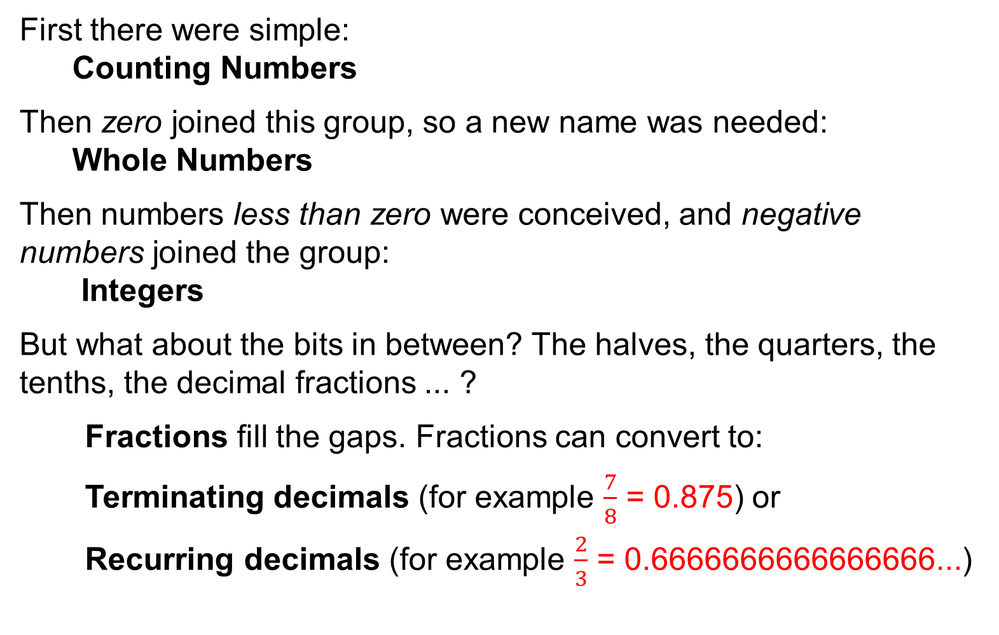 First there were simple:
Counting Numbers
Then zero joined this group, so a new name was needed:
Whole Numbers
Then numbers less than zero were conceived, and negative
numbers joined the group:
Integers
But what about the bits in between? The halves, the quarters, the
tenths, the decimal fractions ... ?
Fractions fill the gaps. Fractions can convert to:
Terminating decimals (for example 7/8 = 0.875) or
Recurring decimals (for example 2/3 = 0.66666666666666666...)